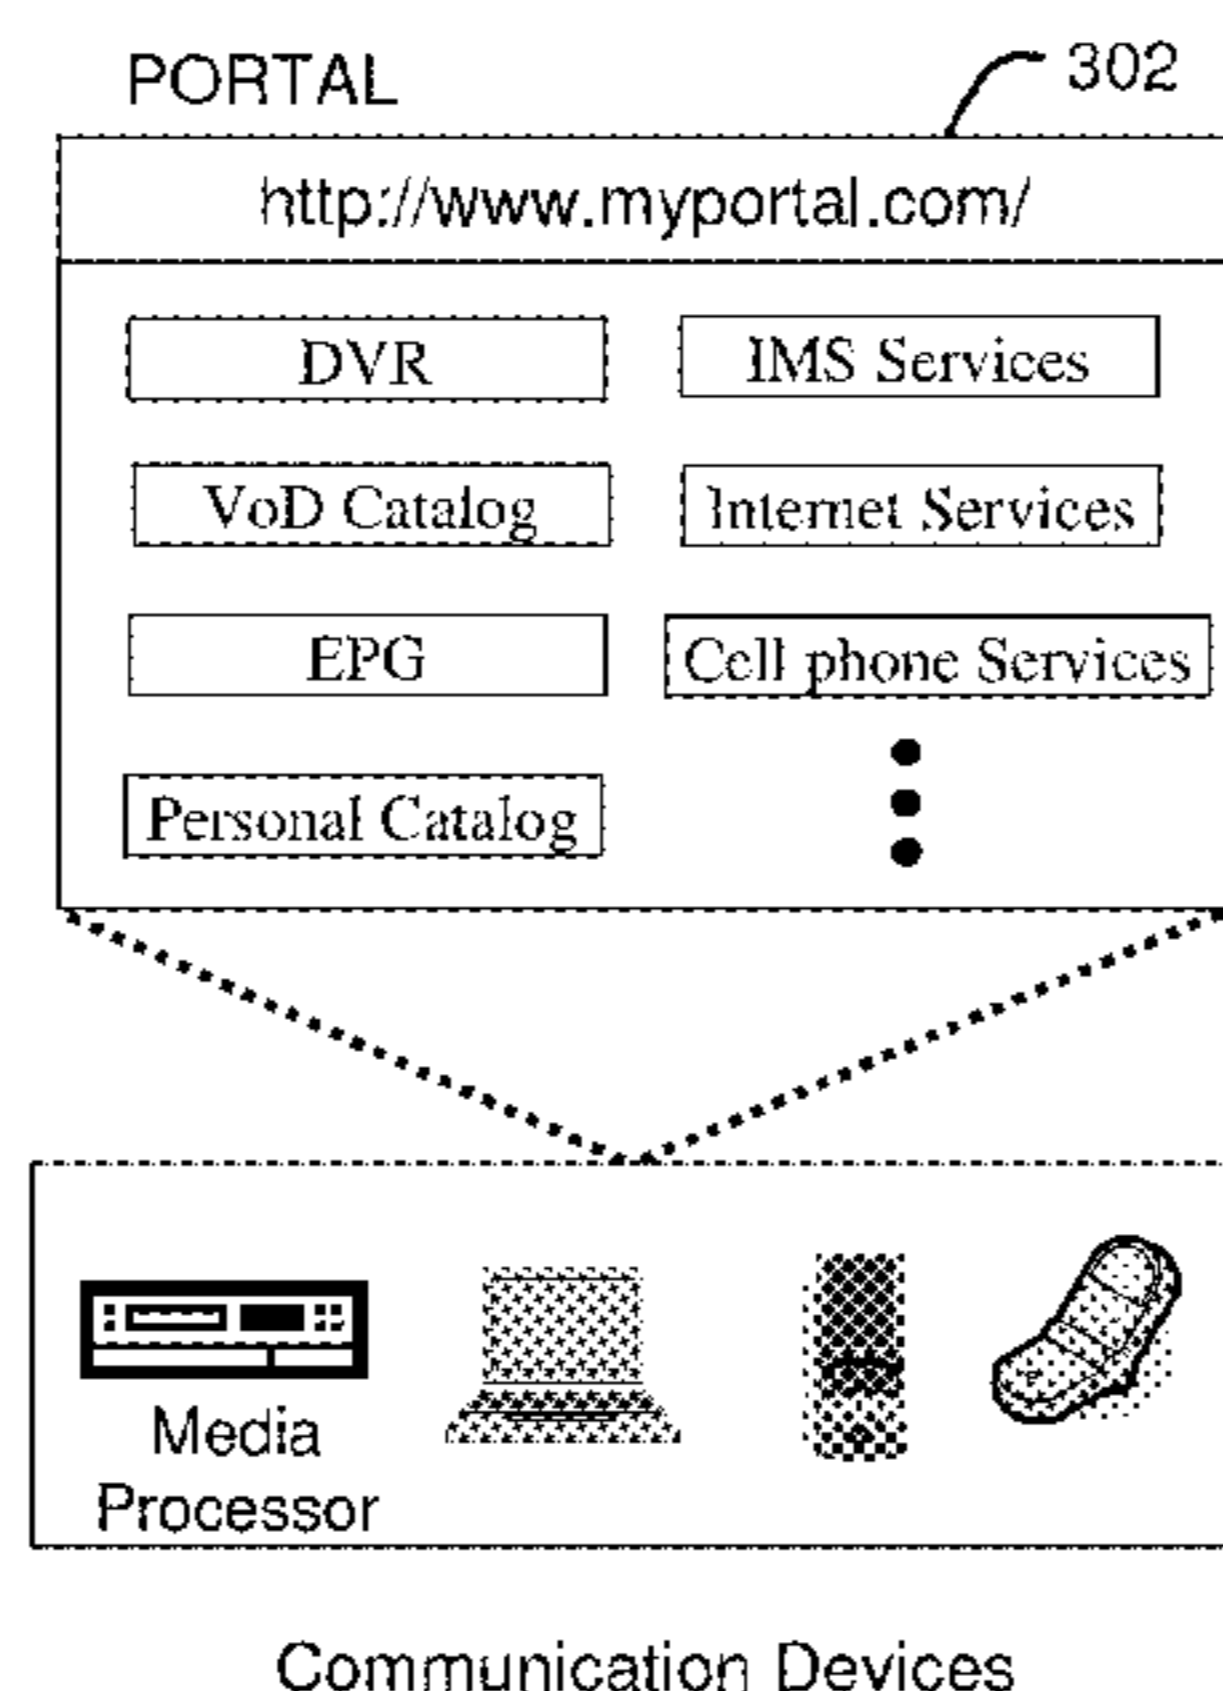 PORTAL
302
http://www.myportal.com/
DVR
IMS Services
VoD Catalog
Internet Services
EPG
Cell phone Services
Personal Catalog
Media
Processor
Communication Devices